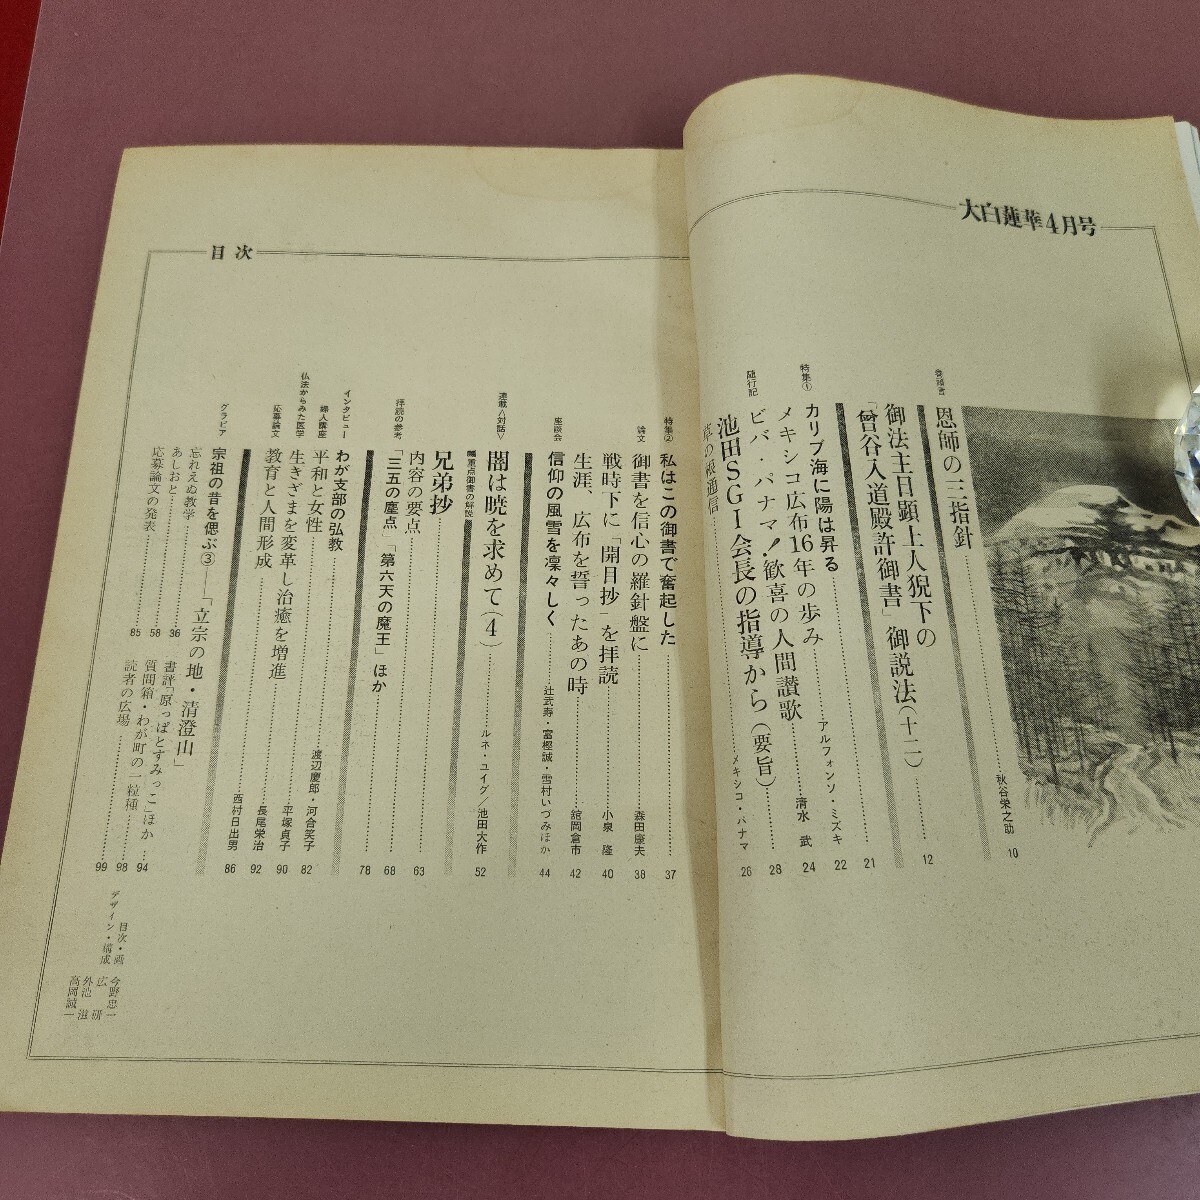 大白蓮華4月号
目次
巻頭言
恩師の三指針
秋谷栄之助
10
御法主日顕上人猊下の
「曾谷入道殿許御書」御説法(十二)
12
特集①
カリブ海に陽は昇る
21
メキシコ広布16年の歩み
アルフォンソ・ミズキ
22
ビバ・パナマ!歓喜の人間讃歌
清水 武
24
随行記
池田SGI会長の指導から(要旨)
28
草の根通信
メキシコ・パナマ
26
特集②
私はこの御書で奮起した
37
論文
御書を信心の羅針盤に
森田康夫
38
戦時下に「開目抄」を拝読
小泉 隆
40
生涯、広布を誓ったあの時
舘岡倉市
42
座談会
信仰の風雪を凜々しく
辻武寿・富樫誠・雪村いづみほか
44
連載<対話>
闇は暁を求めて(4)
ルネ・ユイグ/池田大作
52
重点御書の解説
兄弟抄
内容の要点
63
拝読の参考
「三五の塵点」「第六天の魔王」ほか
68
インタビュー
わが支部の弘教
78
婦人講座
平和と女性
渡辺慶郎・河合笑子
82
仏法からみた医学
生きざまを変革し治癒を増進
平塚貞子
90
応募論文
教育と人間形成
長尾栄治
92
西村日出男
86
グラビア
宗祖の昔を偲ぶ③──「立宗の地・清澄山」
忘れえぬ教学
36
あしおと
58
応募論文の発表
85
書評「原っぱとすみっこ」ほか
94
質問箱・わが町の一粒種
98
読者の広場
99
目次・画
デザイン・構成
今野忠一
広 研
外池 滋
高岡誠一